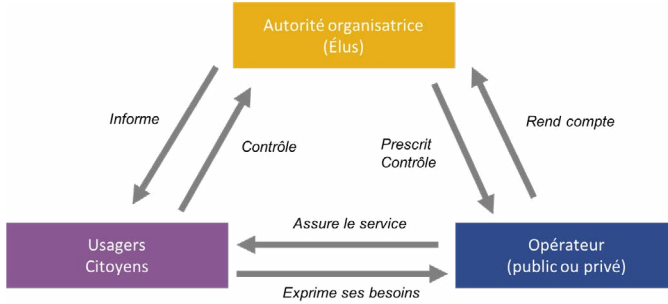 Autorité organisatrice
(Élus)
Informe
Contrôle
Prescrit
Contrôle
Rend compte
Usagers
Citoyens
Assure le service
Exprime ses besoins
Opérateur
(public ou privé)